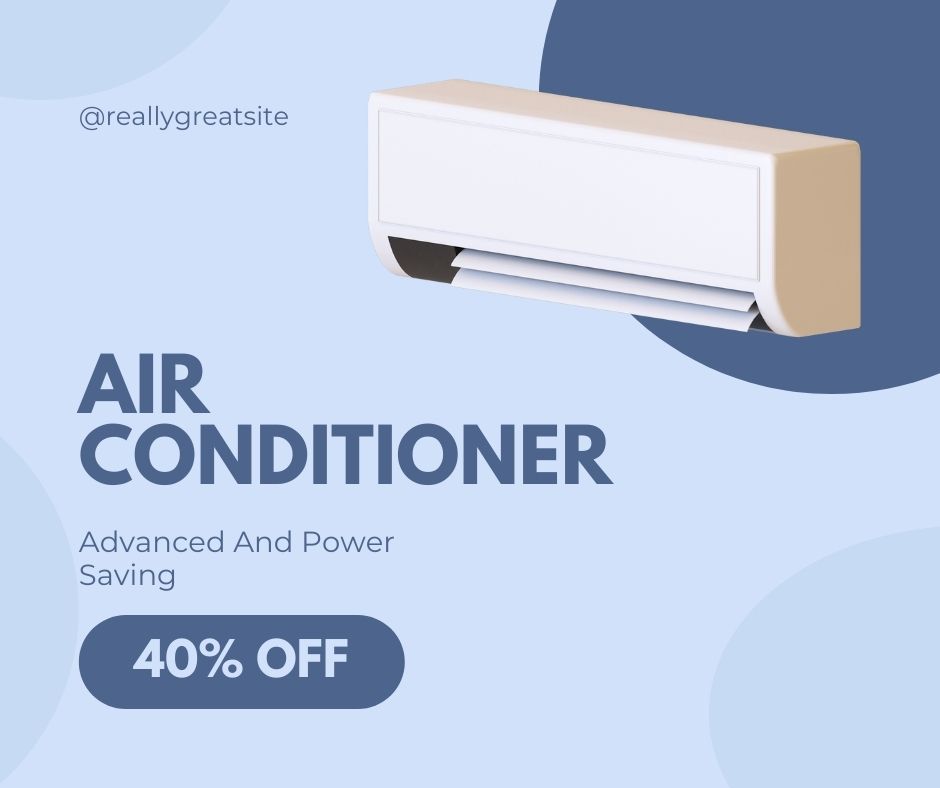 @reallygreatsite
AIR
CONDITIONER
Advanced And Power
Saving
40% OFF